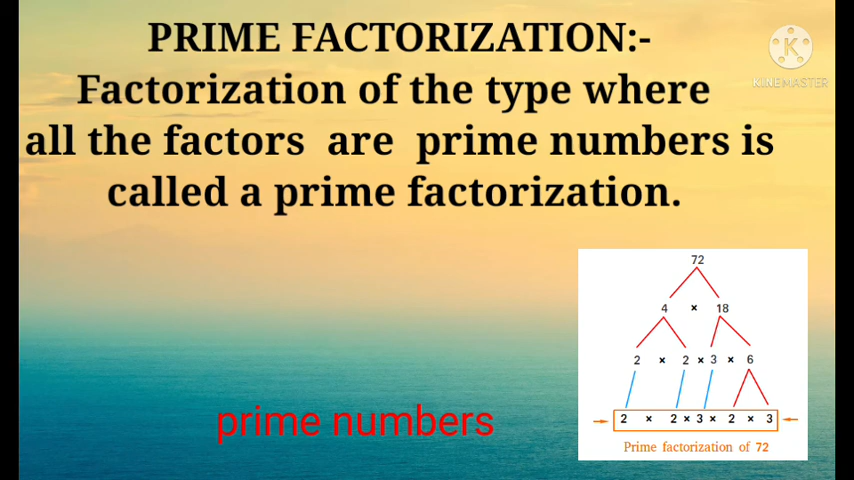 PRIME FACTORIZATION:-
Factorization of the type where
all the factors are prime numbers is
called a prime factorization.
K
KINEMASTER
72
4 × 18
2 × 2 × 3 × 6
2 × 2 × 3 × 2 × 3
Prime factorization of 72
prime numbers